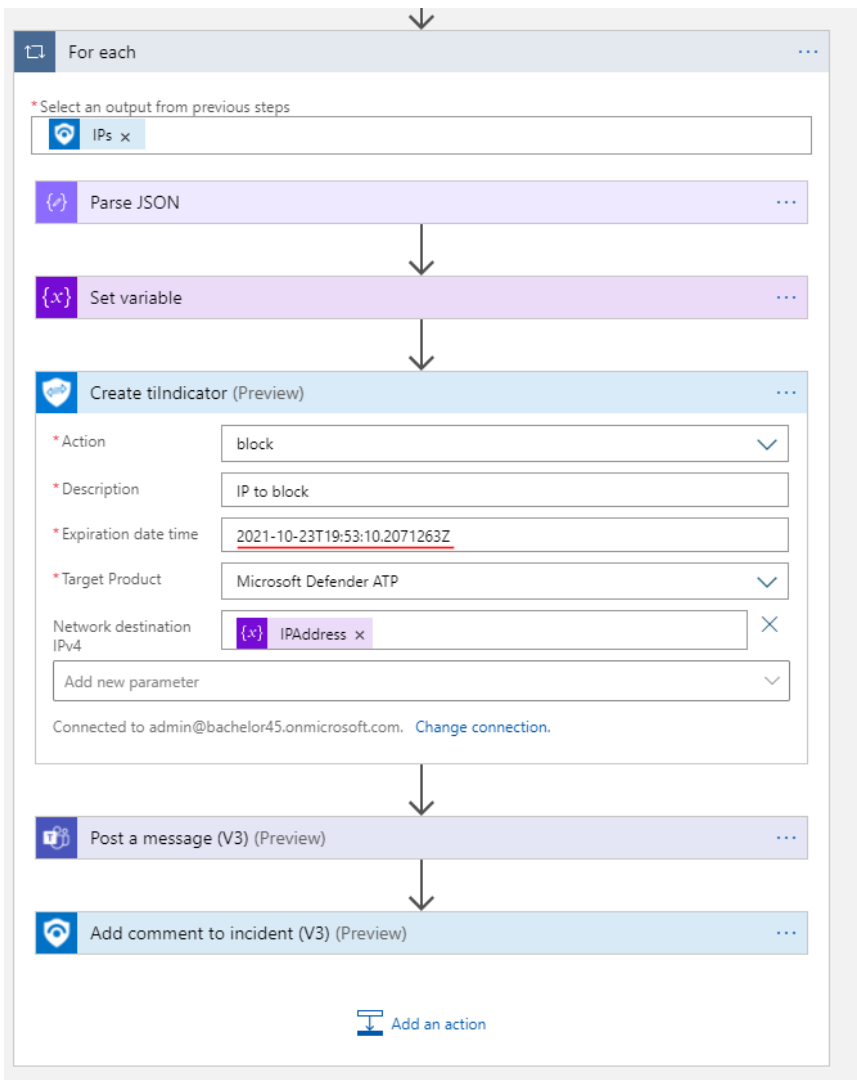 For each
...
* Select an output from previous steps
IPs ×
{} Parse JSON
...
{x} Set variable
...
Create tiIndicator (Preview)
...
* Action
block
* Description
IP to block
* Expiration date time
2021-10-23T19:53:10.2071263Z
* Target Product
Microsoft Defender ATP
Network destination
IPv4
{x} IPAddress ×
Add new parameter
Connected to admin@bachelor45.onmicrosoft.com. Change connection.
Post a message (V3) (Preview)
...
Add comment to incident (V3) (Preview)
...
Add an action